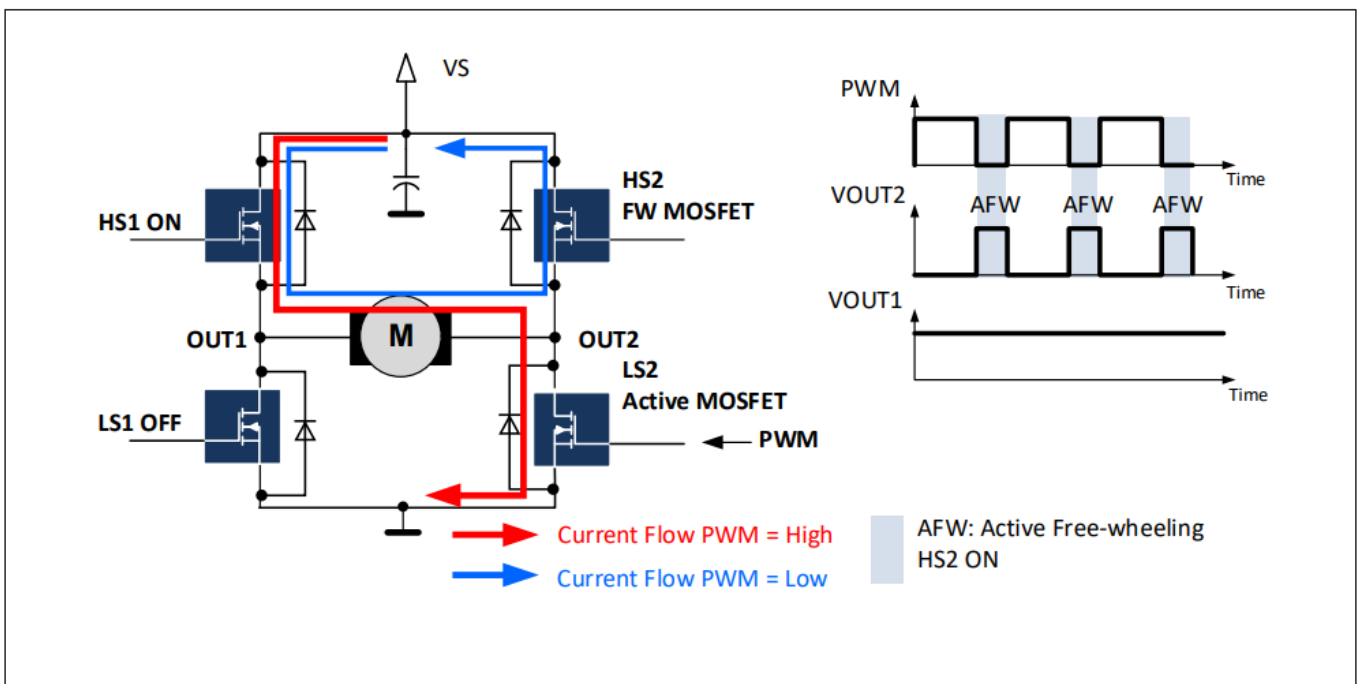 VS
HS1 ON
HS2
FW MOSFET
M
OUT1
OUT2
LS2
Active MOSFET
LS1 OFF
PWM
Current Flow PWM = High
Current Flow PWM = Low
PWM
Time
VOUT2
AFW AFW AFW
Time
VOUT1
Time
AFW: Active Free-wheeling
HS2 ON